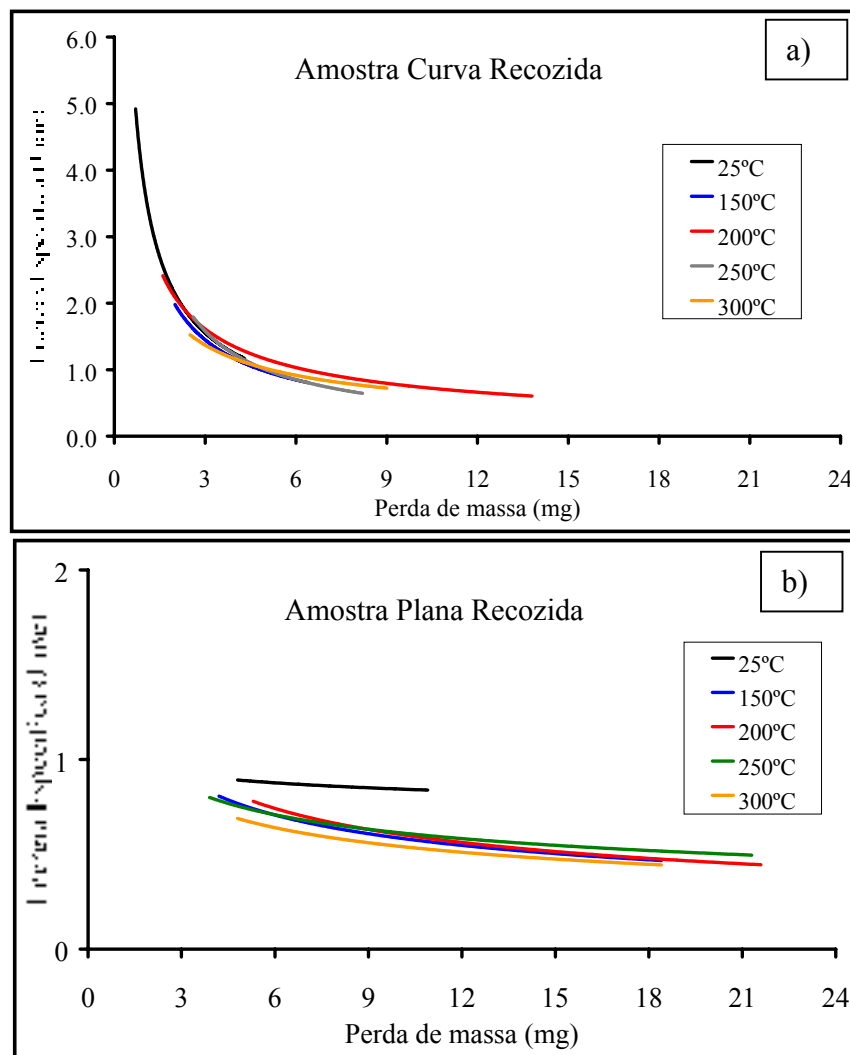 a)
Amostra Curva Recozida
6.0
5.0
4.0
3.0
2.0
1.0
0.0
25ºC
150ºC
200ºC
250ºC
300ºC
0 3 6 9 12 15 18 21 24
Perda de massa (mg)
b)
Amostra Plana Recozida
2
1
0
25ºC
150ºC
200ºC
250ºC
300ºC
0 3 6 9 12 15 18 21 24
Perda de massa (mg)